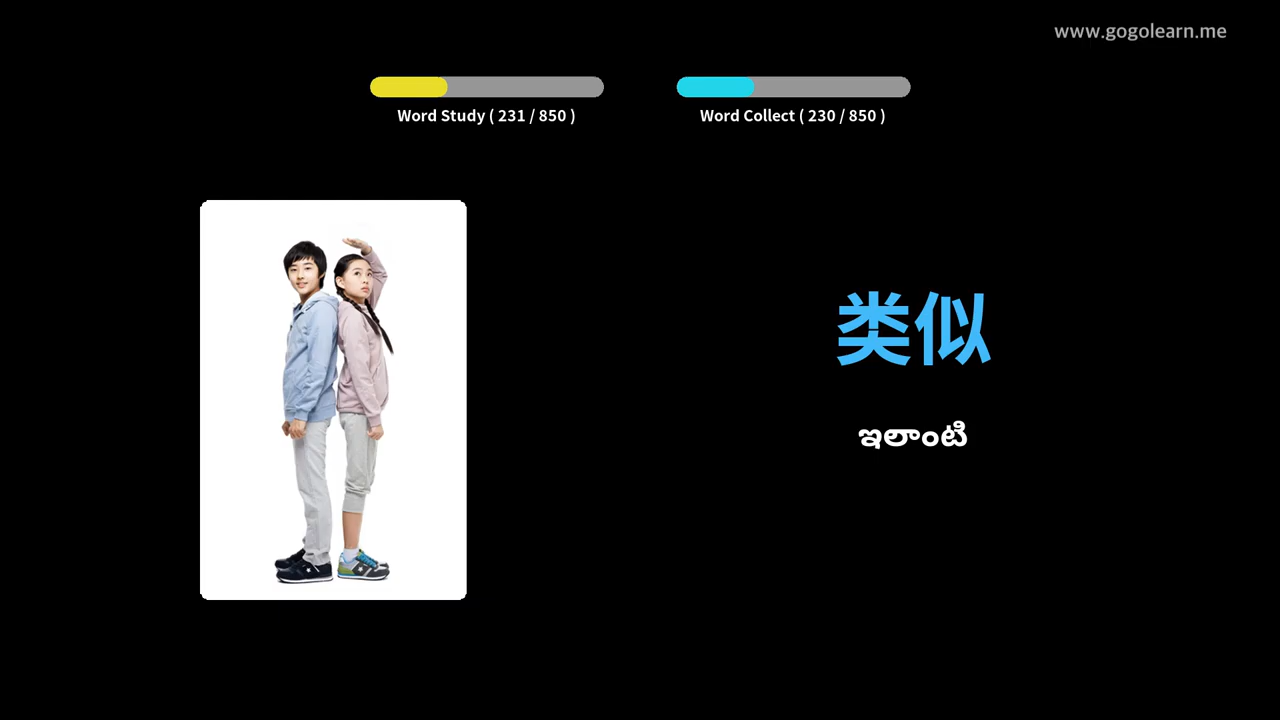 www.gogolearn.me
Word Study ( 231 / 850 )
Word Collect ( 230 / 850 )
类似
ఇలాంటి